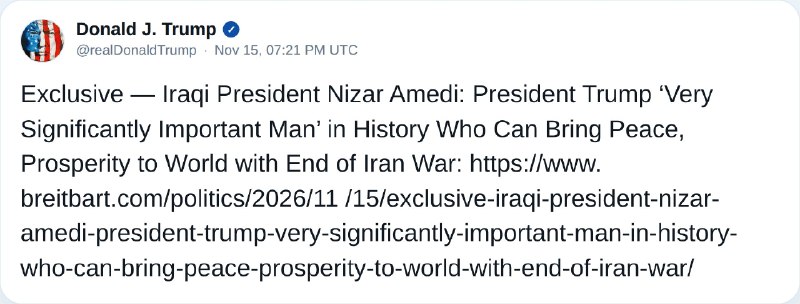 Donald J. Trump
@realDonaldTrump · Nov 15, 07:21 PM UTC
Exclusive — Iraqi President Nizar Amedi: President Trump ‘Very
Significantly Important Man’ in History Who Can Bring Peace,
Prosperity to World with End of Iran War: https://www.
breitbart.com/politics/2026/11 /15/exclusive-iraqi-president-nizar-
amedi-president-trump-very-significantly-important-man-in-history-
who-can-bring-peace-prosperity-to-world-with-end-of-iran-war/